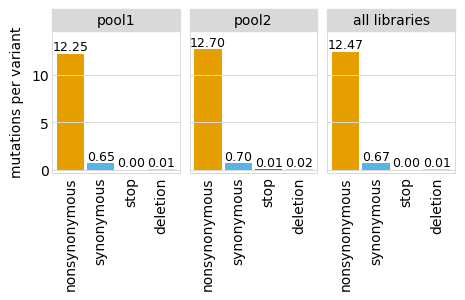 pool1
pool2
all libraries
mutations per variant
10
5
0
12.25
0.65
0.00
0.01
12.70
0.70
0.01
0.02
12.47
0.67
0.00
0.01
nonsynonymous
synonymous
stop
deletion
nonsynonymous
synonymous
stop
deletion
nonsynonymous
synonymous
stop
deletion